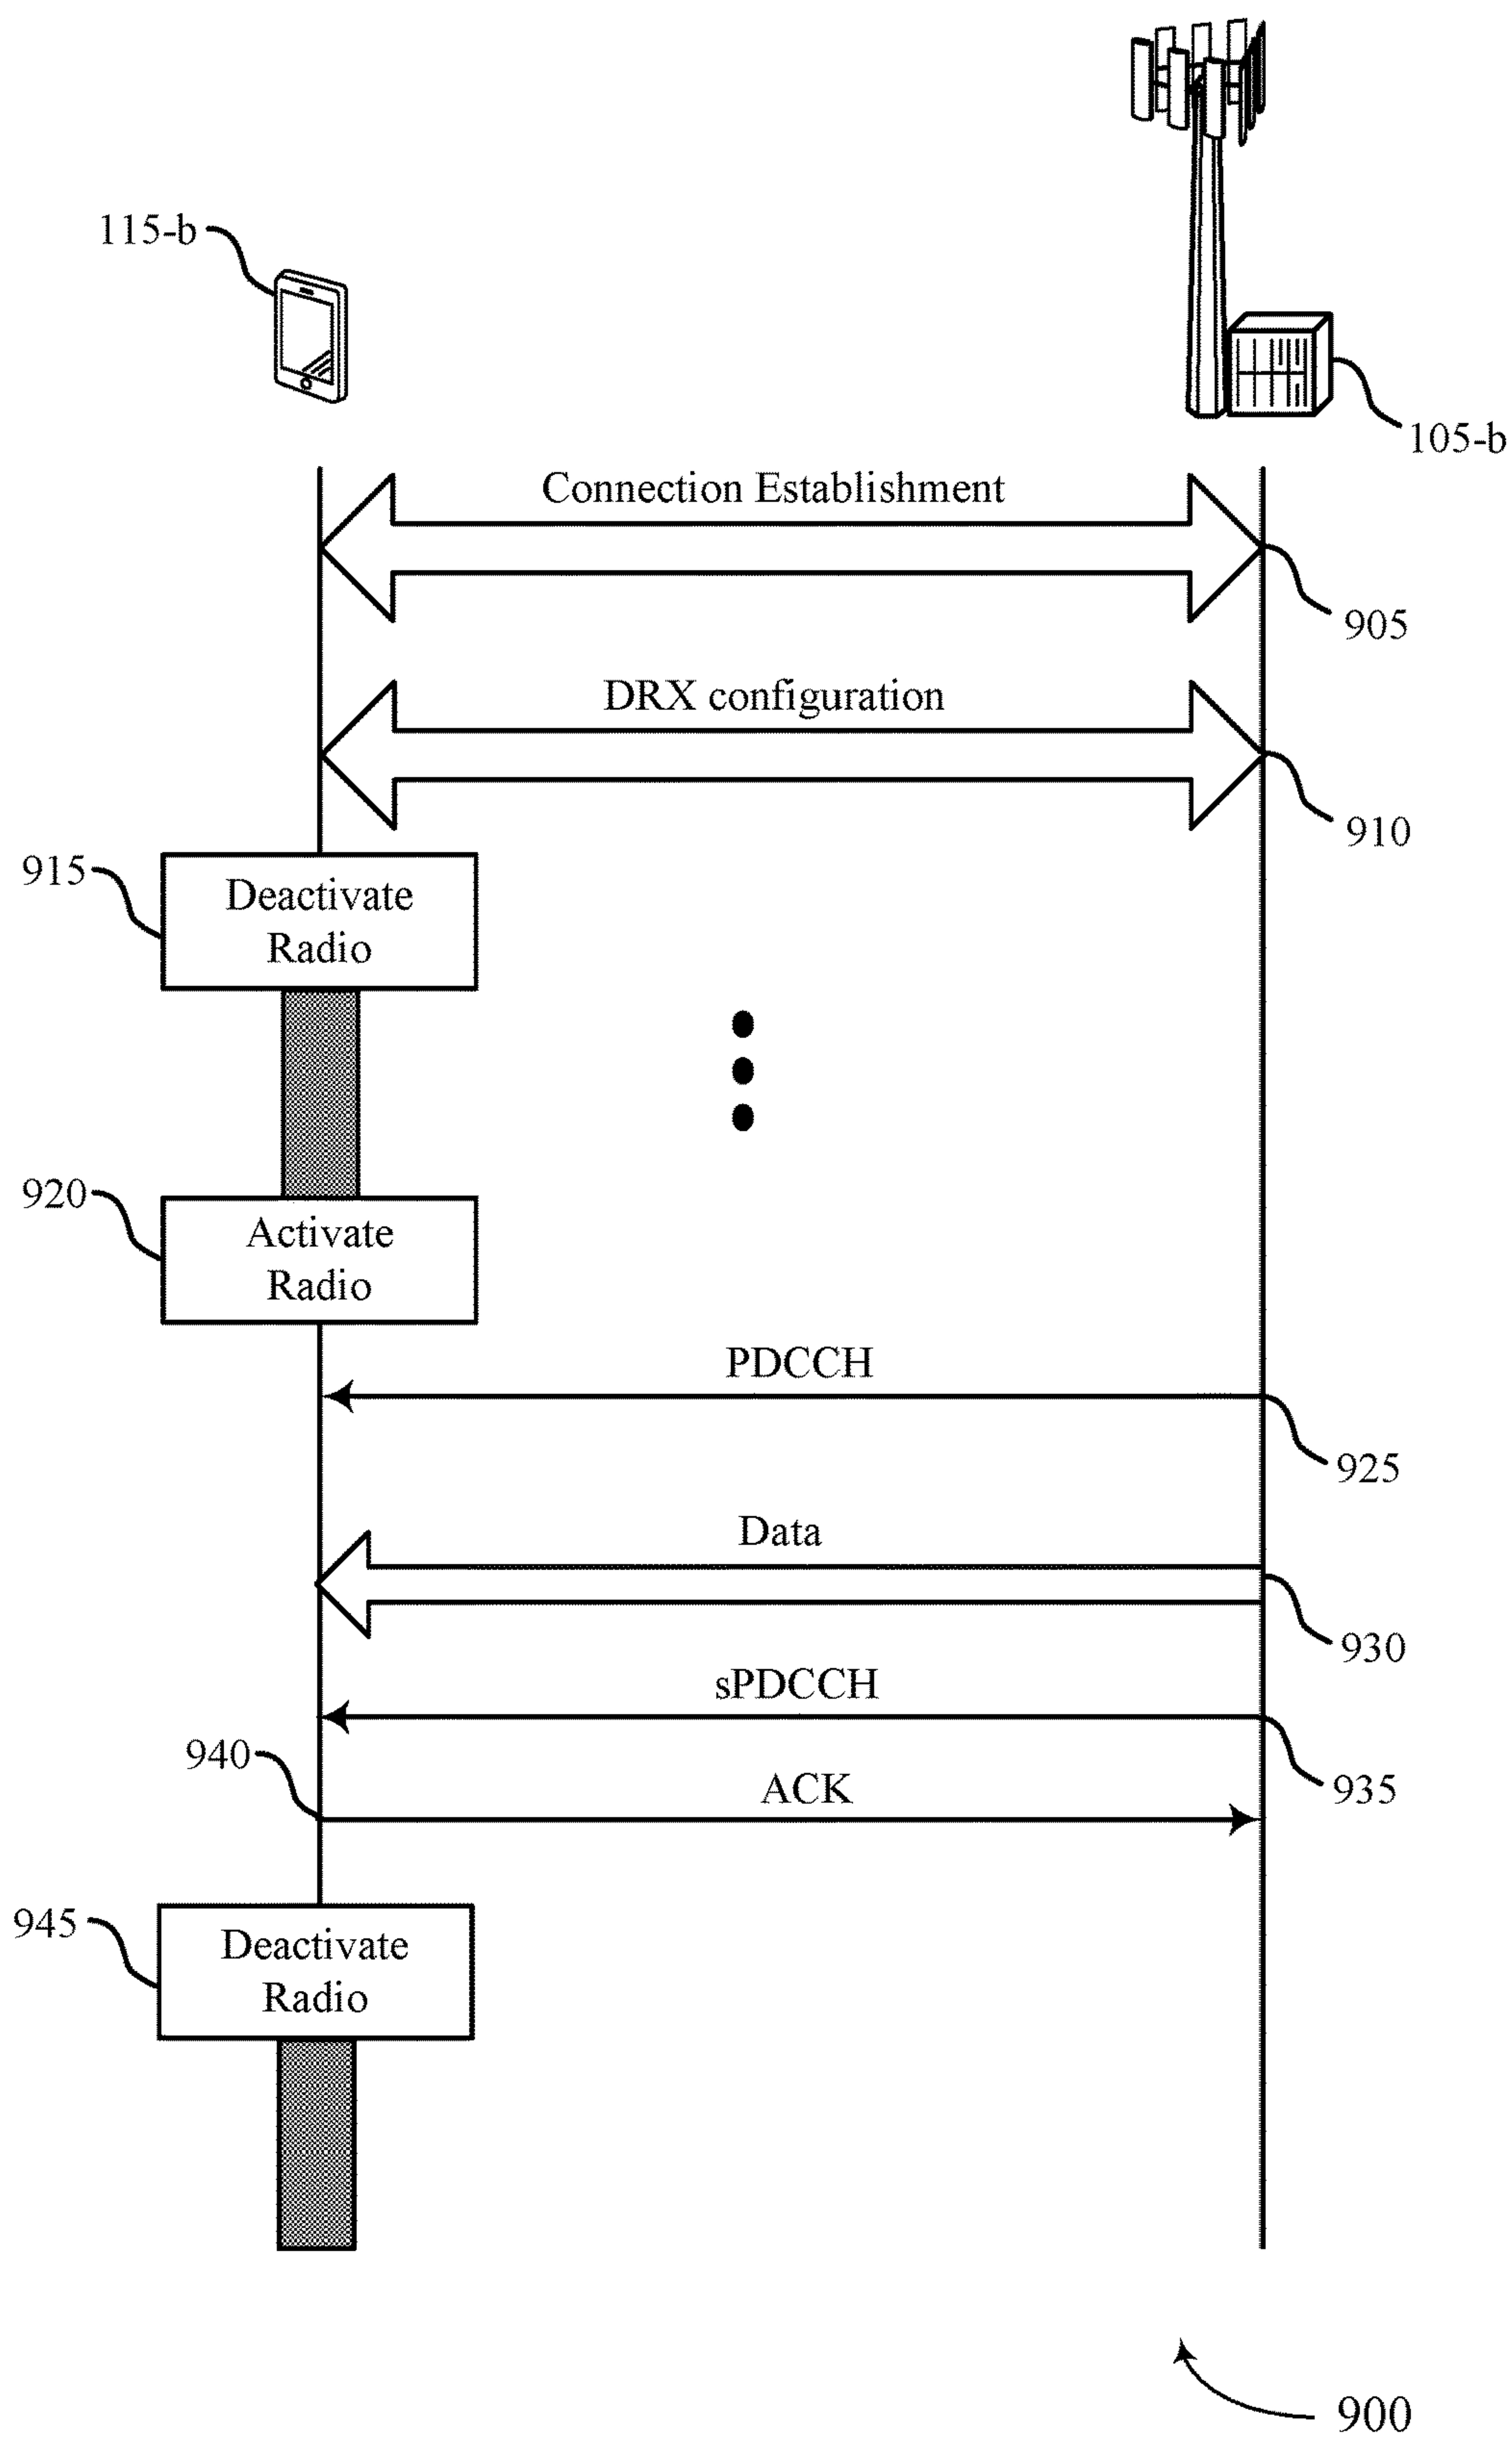 115-b
105-b
Connection Establishment
905
DRX configuration
910
915
Deactivate
Radio
920
Activate
Radio
PDCCH
925
Data
930
sPDCCH
935
940
ACK
945
Deactivate
Radio
900